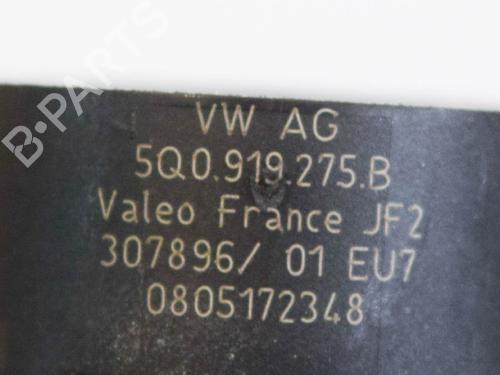 B-PARTS
VW AG
5Q0.919.275.B
Valeo France JF2
307896/ 01 EU7
0805172348